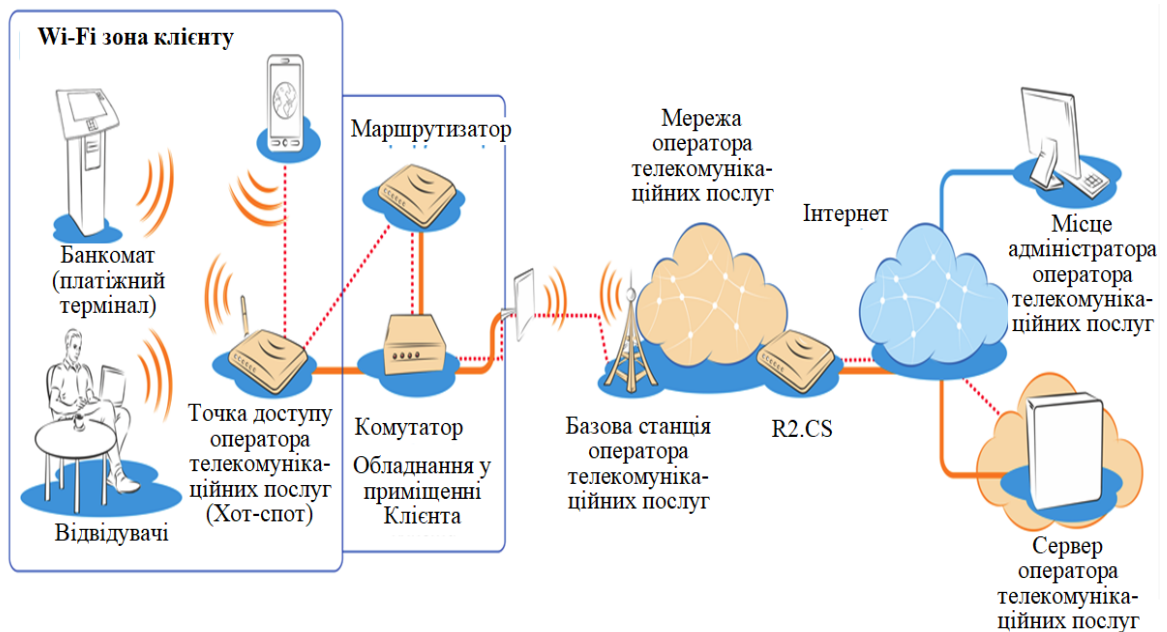 Wi-Fi зона клієнту
Банкомат
(платіжний
термінал)
Відвідувачі
Точка доступу
оператора
телекомуніка-
ційних послуг
(Хот-спот)
Маршрутизатор
Комутатор
Обладнання у
приміщенні
Клієнта
Мережа
оператора
телекомуніка-
ційних послуг
Базова станція
оператора
телекомуніка-
ційних послуг
R2.CS
Інтернет
Місце
адміністратора
оператора
телекомуніка-
ційних послуг
Сервер
оператора
телекомуніка-
ційних послуг